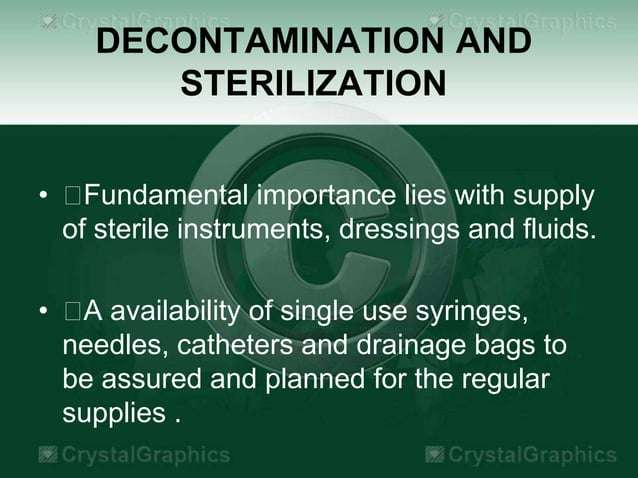 CrystalGraphics CrystalGraphics
DECONTAMINATION AND
STERILIZATION
• Fundamental importance lies with supply
of sterile instruments, dressings and fluids.
• A availability of single use syringes,
needles, catheters and drainage bags to
be assured and planned for the regular
supplies .
CrystalGraphics CrystalGraphics